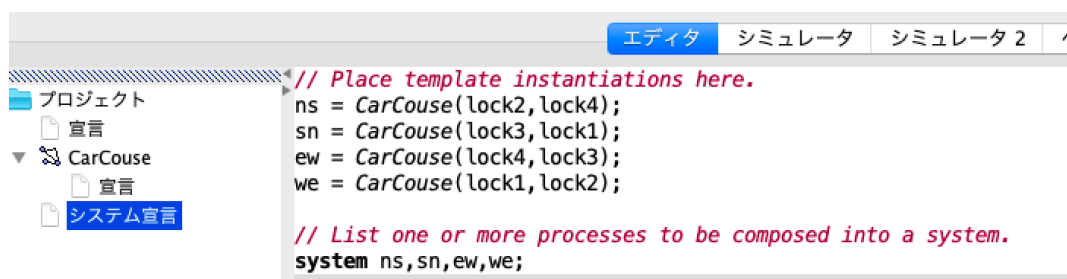 エディタ シミュレータ シミュレータ 2
プロジェクト
宣言
CarCouse
宣言
システム宣言
// Place template instantiations here.
ns = CarCouse(lock2,lock4);
sn = CarCouse(lock3,lock1);
ew = CarCouse(lock4,lock3);
we = CarCouse(lock1,lock2);
// List one or more processes to be composed into a system.
system ns,sn,ew,we;